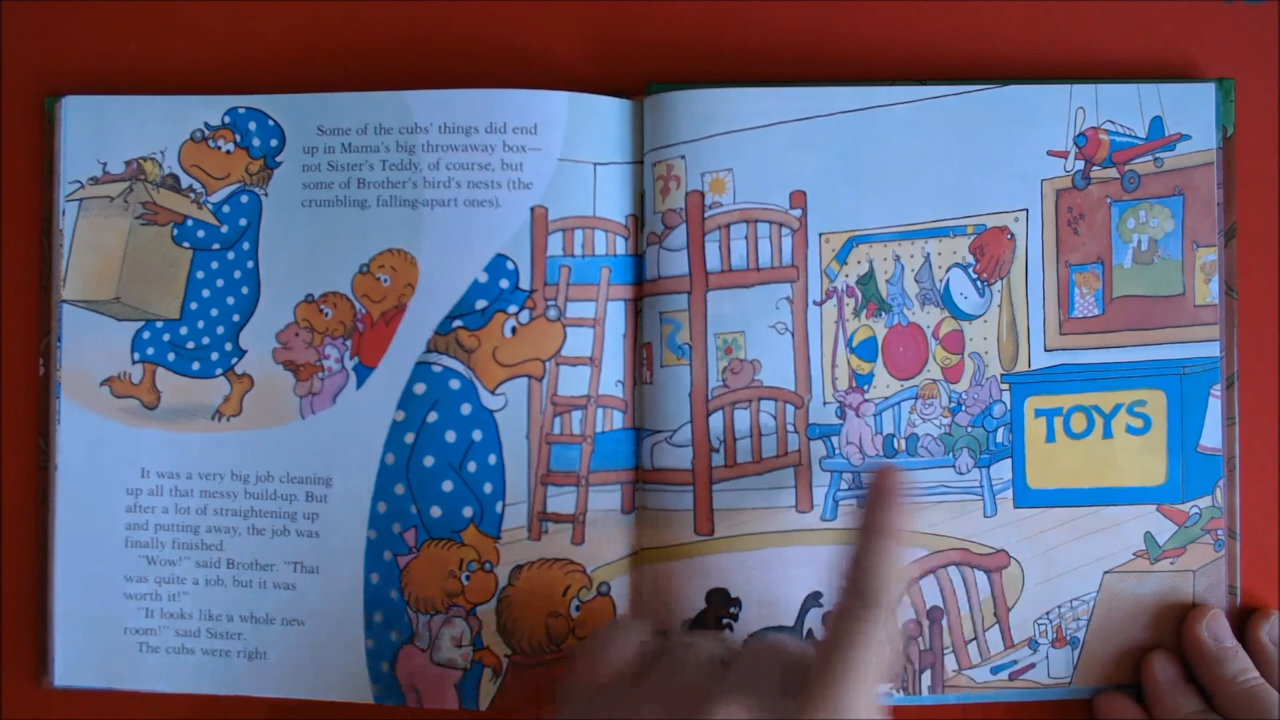 Some of the cubs' things did end
up in Mama's big throwaway box—
not Sister's Teddy, of course, but
some of Brother's bird's nests (the
crumbling, falling-apart ones).
It was a very big job cleaning
up all that messy build-up. But
after a lot of straightening up
and putting away, the job was
finally finished.
"Wow!" said Brother. "That
was quite a job, but it was
worth it!"
"It looks like a whole new
room!" said Sister.
The cubs were right.
TOYS